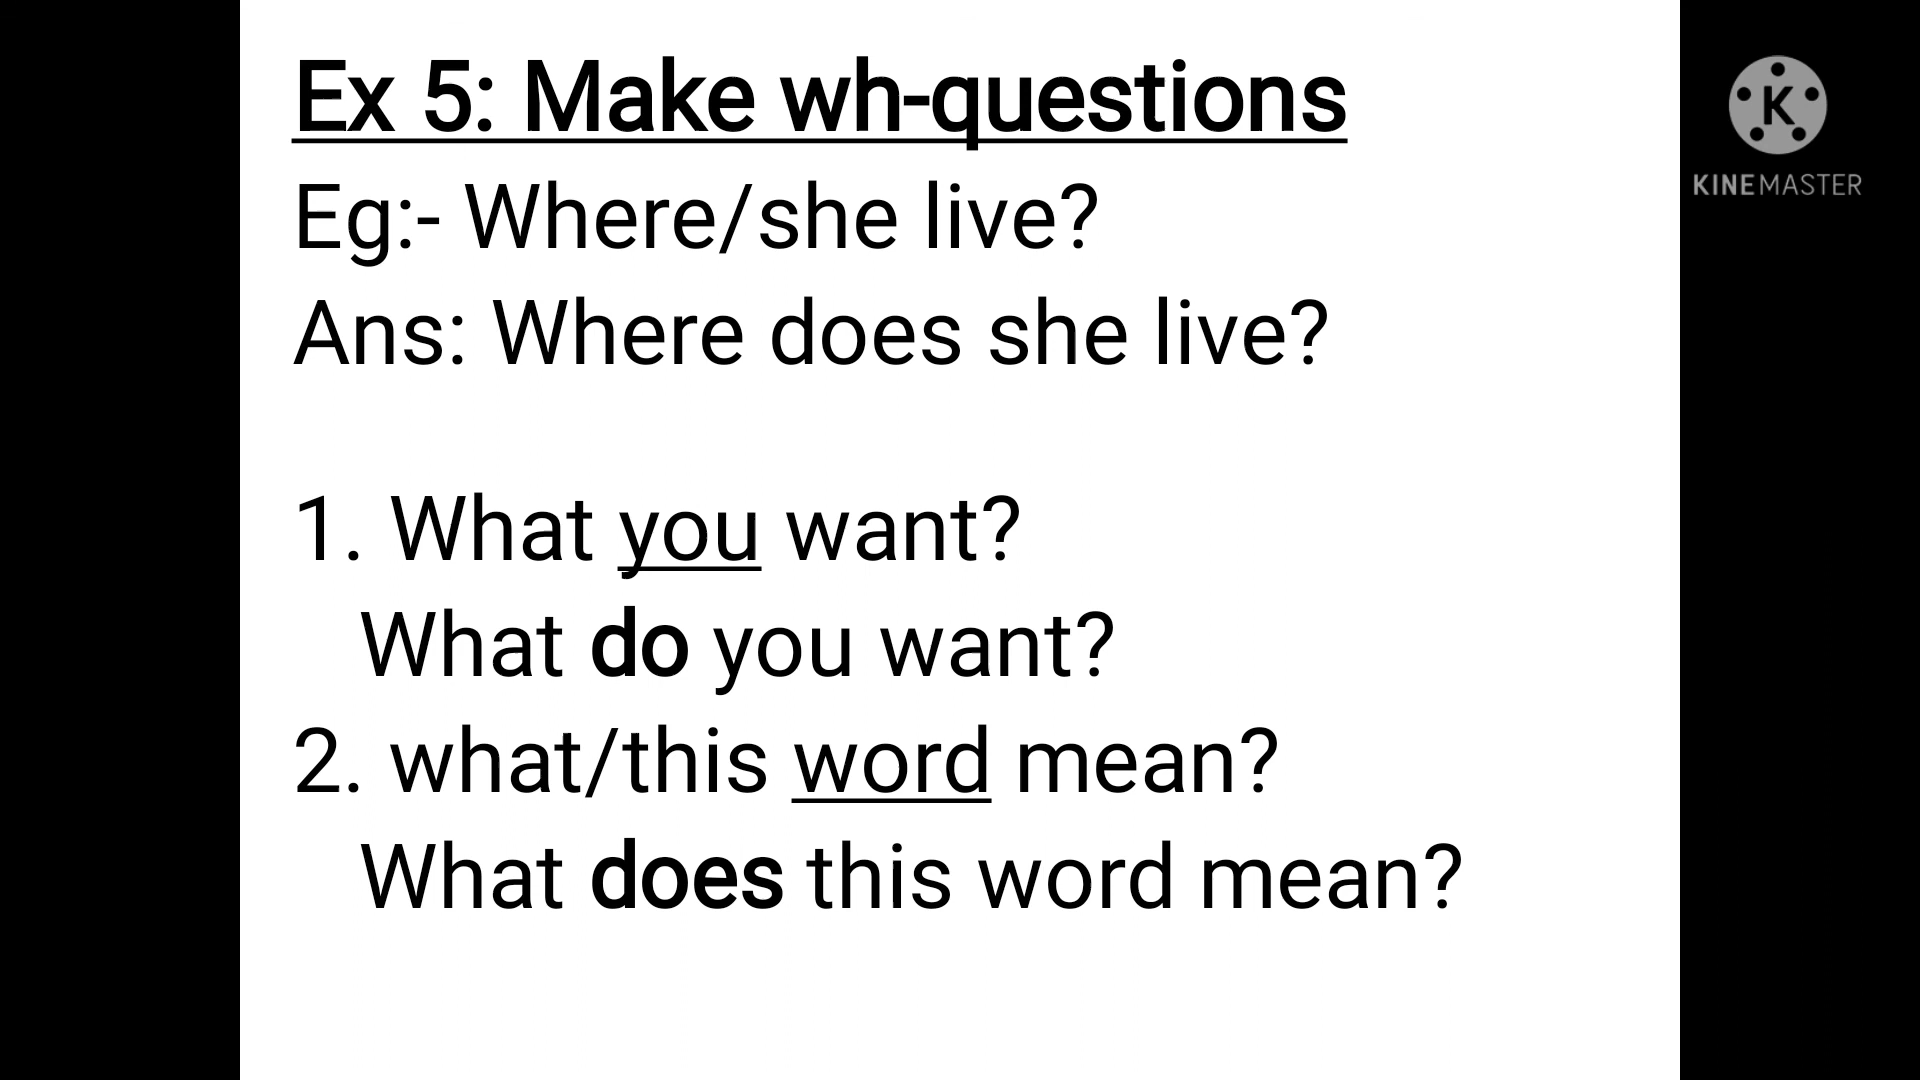 Ex 5: Make wh-questions
Eg:- Where/she live?
Ans: Where does she live?
1. What you want?
What do you want?
2. what/this word mean?
What does this word mean?
K
KINEMASTER